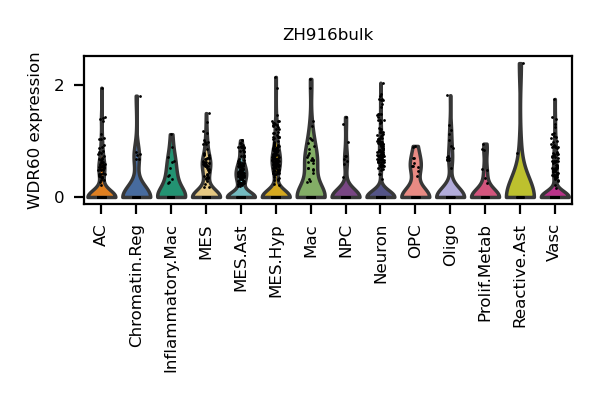 ZH916bulk
WDR60 expression
2
0
AC
Chromatin.Reg
Inflammatory.Mac
MES
MES.Ast
MES.Hyp
Mac
NPC
Neuron
OPC
Oligo
Prolif.Metab
Reactive.Ast
Vasc